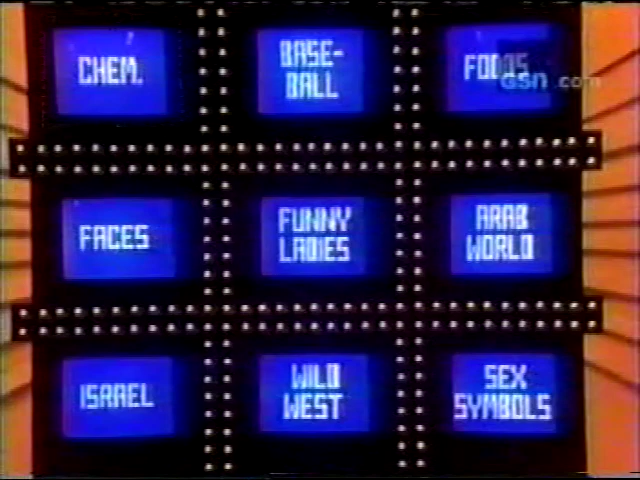 CHEM.
BASE-
BALL
FOODS
GSN.com
FACES
FUNNY
LADIES
ARAB
WORLD
ISRAEL
WILD
WEST
SEX
SYMBOLS